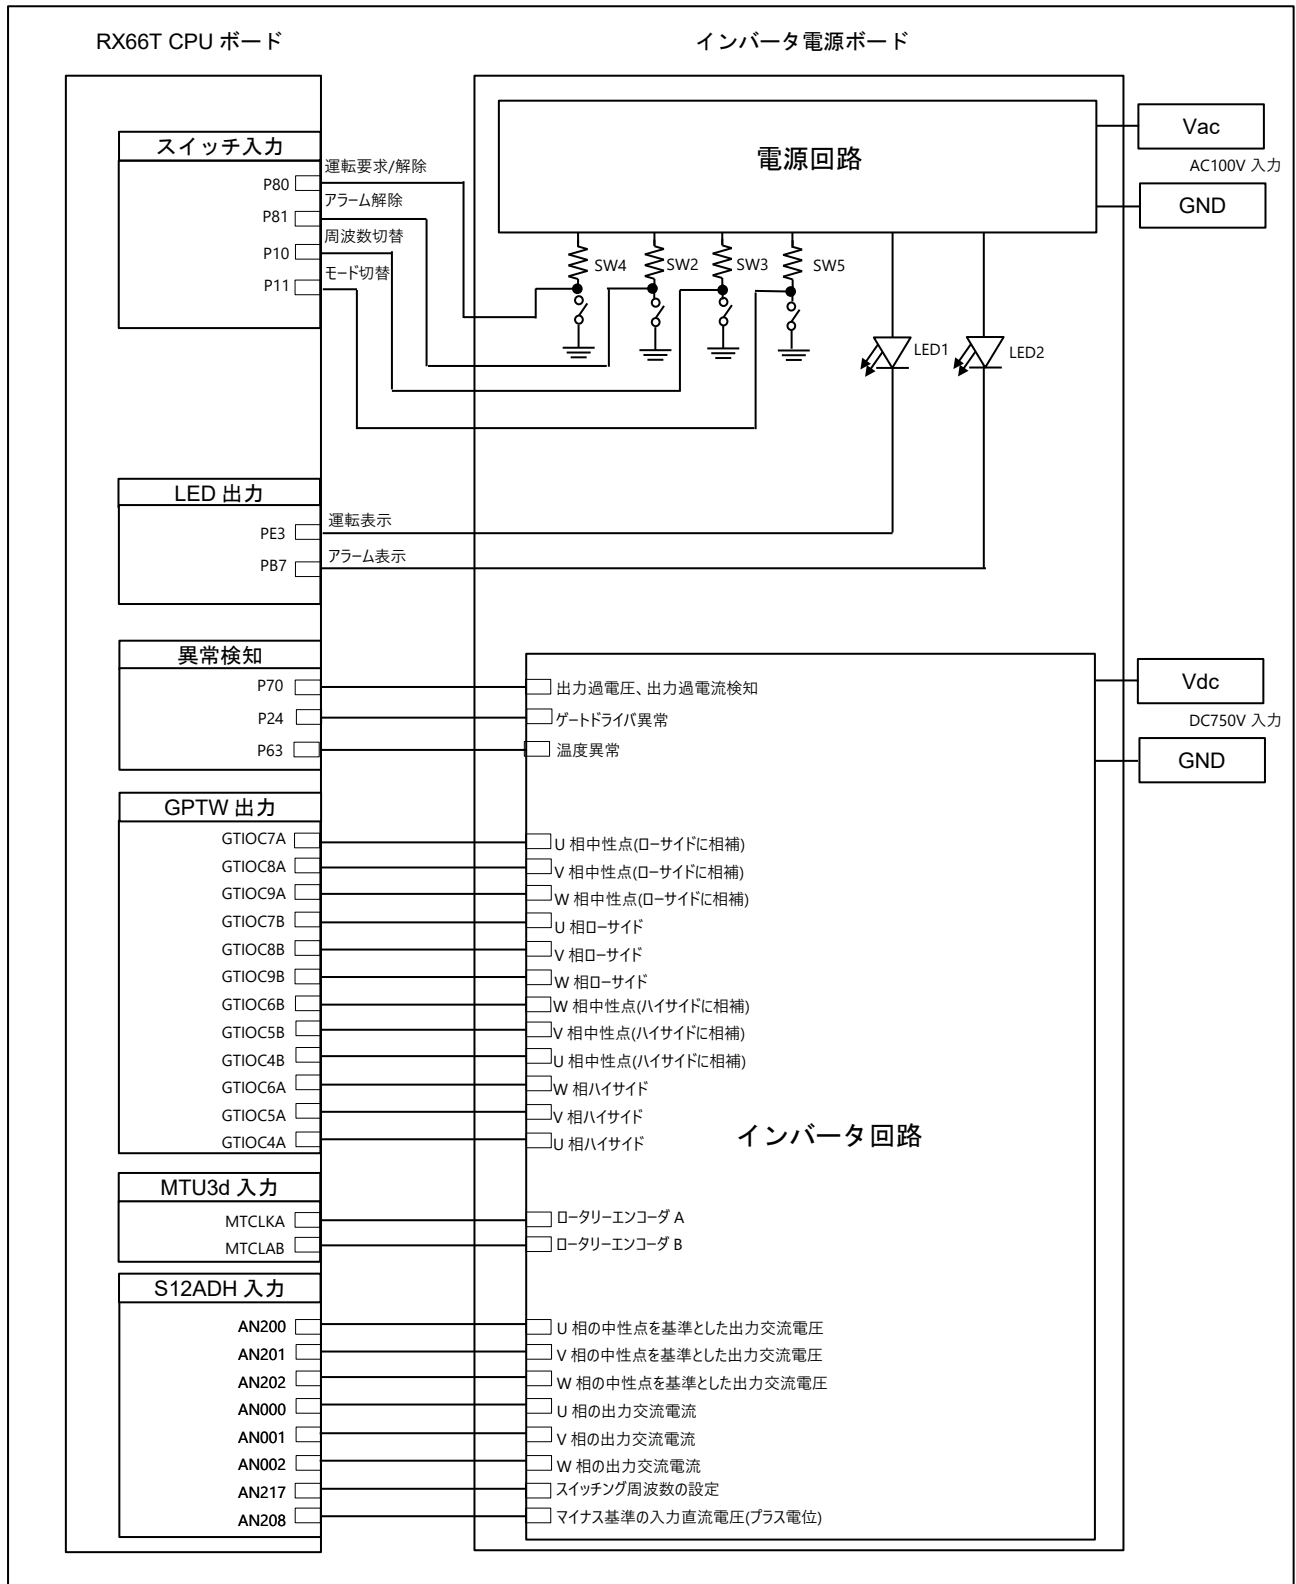 RX66T CPU ボード
インバータ電源ボード
スイッチ入力
P80
P81
P10
P11
運転要求/解除
アラーム解除
周波数切替
モード切替
電源回路
SW4
SW2
SW3
SW5
LED1
LED2
Vac
AC100V 入力
GND
LED 出力
PE3
PB7
運転表示
アラーム表示
異常検知
P70
P24
P63
出力過電圧、出力過電流検知
ゲートドライバ異常
温度異常
Vdc
DC750V 入力
GND
GPTW 出力
GTIOC7A
GTIOC8A
GTIOC9A
GTIOC7B
GTIOC8B
GTIOC9B
GTIOC6B
GTIOC5B
GTIOC4B
GTIOC6A
GTIOC5A
GTIOC4A
U 相中性点(ローサイドに相補)
V 相中性点(ローサイドに相補)
W 相中性点(ローサイドに相補)
U 相ローサイド
V 相ローサイド
W 相ローサイド
W 相中性点(ハイサイドに相補)
V 相中性点(ハイサイドに相補)
U 相中性点(ハイサイドに相補)
W 相ハイサイド
V 相ハイサイド
U 相ハイサイド
インバータ回路
MTU3d 入力
MTCLKA
MTCLAB
ロータリーエンコーダ A
ロータリーエンコーダ B
S12ADH 入力
AN200
AN201
AN202
AN000
AN001
AN002
AN217
AN208
U 相の中性点を基準とした出力交流電圧
V 相の中性点を基準とした出力交流電圧
W 相の中性点を基準とした出力交流電圧
U 相の出力交流電流
V 相の出力交流電流
W 相の出力交流電流
スイッチング周波数の設定
マイナス基準の入力直流電圧(プラス電位)